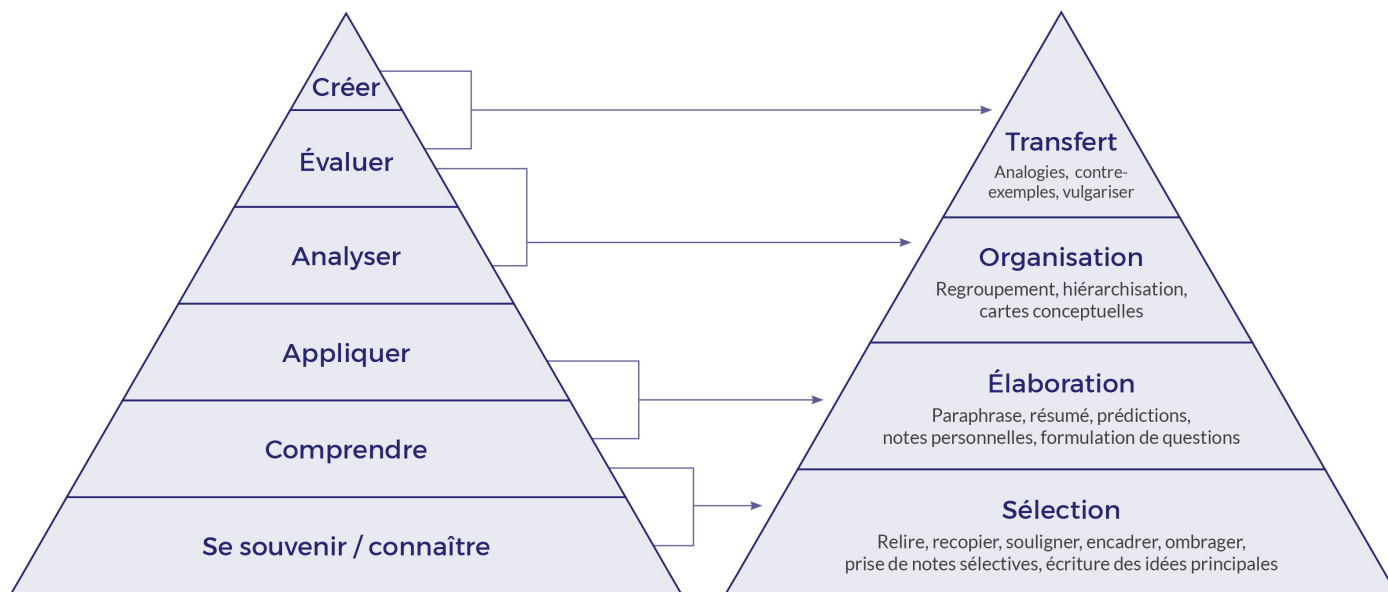 Créer
Évaluer
Analyser
Appliquer
Comprendre
Se souvenir / connaître
Transfert
Analogies, contre-
exemples, vulgariser
Organisation
Regroupement, hiérarchisation,
cartes conceptuelles
Élaboration
Paraphrase, résumé, prédictions,
notes personnelles, formulation de questions
Sélection
Relire, recopier, souligner, encadrer, ombrager,
prise de notes sélectives, écriture des idées principales